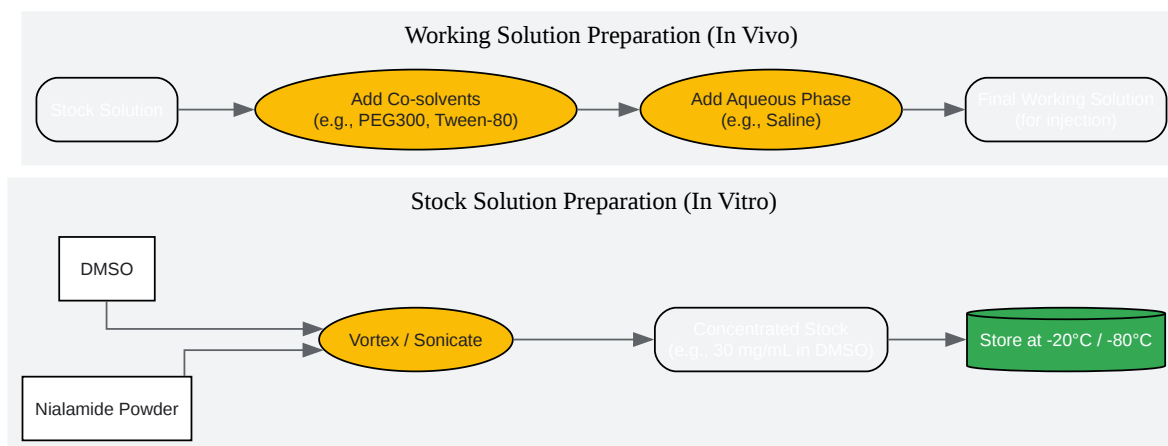 Working Solution Preparation (In Vivo)
Stock Solution
Add Co-solvents
(e.g., PEG300, Tween-80)
Add Aqueous Phase
(e.g., Saline)
Final Working Solution
(for injection)
Stock Solution Preparation (In Vitro)
DMSO
Nialamide Powder
Vortex / Sonicate
Concentrated Stock
(e.g., 30 mg/mL in DMSO)
Store at -20°C / -80°C